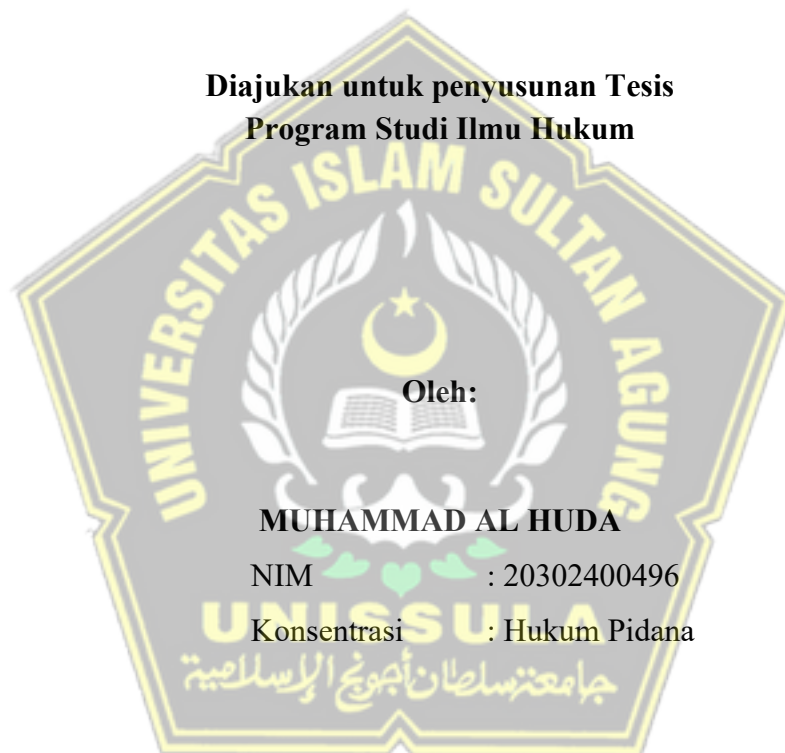 Diajukan untuk penyusunan Tesis
Program Studi Ilmu Hukum
UNIVERSITAS ISLAM SULTAN AGUNG
Oleh:
MUHAMMAD AL HUDA
NIM : 20302400496
Konsentrasi : Hukum Pidana
UNISSULA
جامعة سلطان أجونج الإسلامية